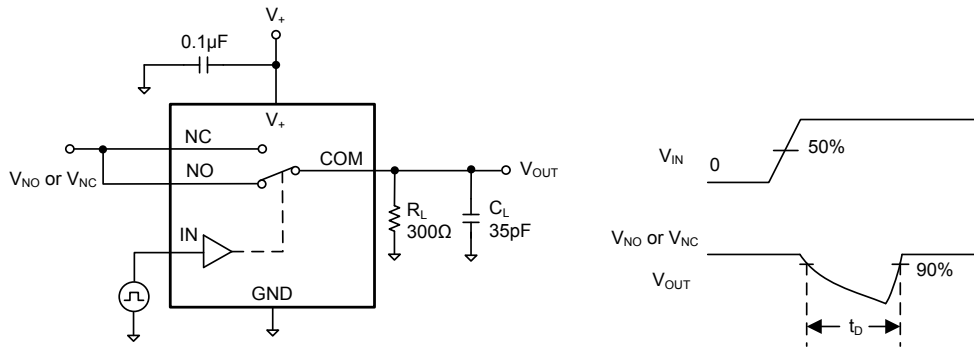 V+
0.1μF
V+
NC
COM
NO
VNO or VNC
VOUT
RL
300Ω
CL
35pF
IN
GND
VIN
0
50%
VNO or VNC
VOUT
90%
tD